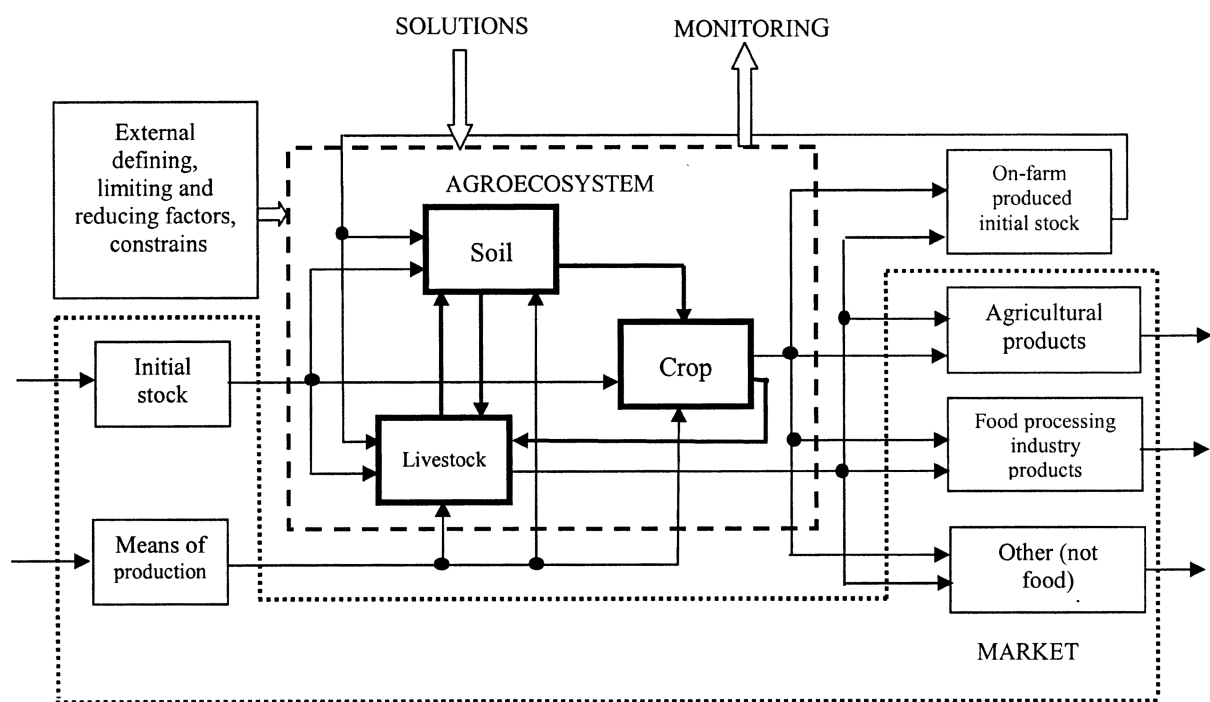 SOLUTIONS
MONITORING
External
defining,
limiting and
reducing factors,
constrains
AGROECOSYSTEM
On-farm
produced
initial stock
Soil
Agricultural
products
Initial
stock
Crop
Food processing
industry
products
Livestock
Means of
production
Other (not
food)
MARKET